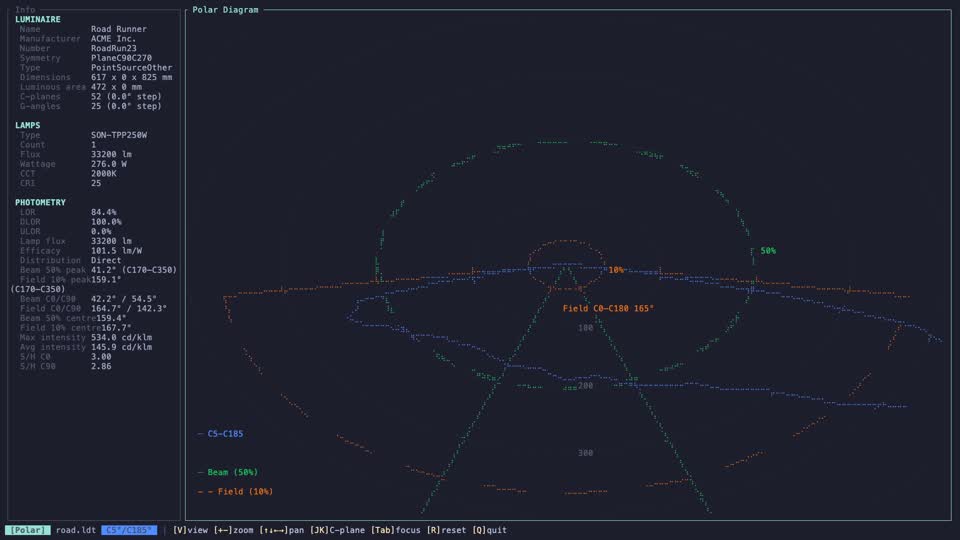 Info
LUMINAIRE
Name Road Runner
Manufacturer ACME Inc.
Number RoadRun23
Symmetry PlaneC90C270
Type PointSourceOther
Dimensions 617 x 0 x 825 mm
Luminous area 472 x 0 mm
C-planes 52 (0.0° step)
G-angles 25 (0.0° step)
LAMPS
Type SON-TPP250W
Count 1
Flux 33200 lm
Wattage 276.0 W
CCT 2000K
CRI 25
PHOTOMETRY
LOR 84.4%
DLOR 100.0%
ULOR 0.0%
Lamp flux 33200 lm
Efficacy 101.5 lm/W
Distribution Direct
Beam 50% peak 41.2° (C170-C350)
Field 10% peak159.1°
(C170-C350)
Beam C0/C90 42.2° / 54.5°
Field C0/C90 164.7° / 142.3°
Beam 50% centre159.4°
Field 10% centre167.7°
Max intensity 534.0 cd/klm
Avg intensity 145.9 cd/klm
S/H C0 3.00
S/H C90 2.86
Polar Diagram
50%
10%
Field C0-C180 165°
100
200
300
— C5-C185
— Beam (50%)
- - Field (10%)
[Polar] road.ldt C5°/C185° | [V]view [+-]zoom [↑↓←→]pan [JK]C-plane [Tab]focus [R]reset [Q]quit